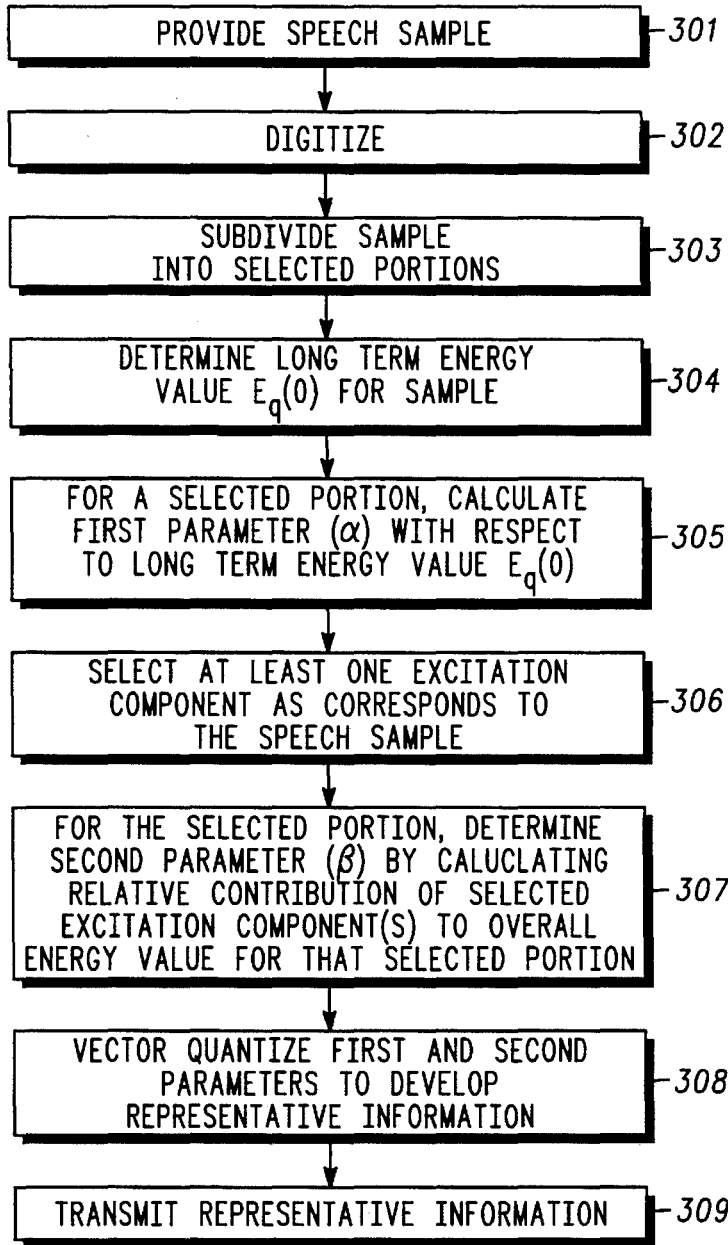 PROVIDE SPEECH SAMPLE
301
DIGITIZE
302
SUBDIVIDE SAMPLE
INTO SELECTED PORTIONS
303
DETERMINE LONG TERM ENERGY
VALUE Eq(0) FOR SAMPLE
304
FOR A SELECTED PORTION, CALCULATE
FIRST PARAMETER (α) WITH RESPECT
TO LONG TERM ENERGY VALUE Eq(0)
305
SELECT AT LEAST ONE EXCITATION
COMPONENT AS CORRESPONDS TO
THE SPEECH SAMPLE
306
FOR THE SELECTED PORTION, DETERMINE
SECOND PARAMETER (β) BY CALUCLATING
RELATIVE CONTRIBUTION OF SELECTED
EXCITATION COMPONENT(S) TO OVERALL
ENERGY VALUE FOR THAT SELECTED PORTION
307
VECTOR QUANTIZE FIRST AND SECOND
PARAMETERS TO DEVELOP
REPRESENTATIVE INFORMATION
308
TRANSMIT REPRESENTATIVE INFORMATION
309